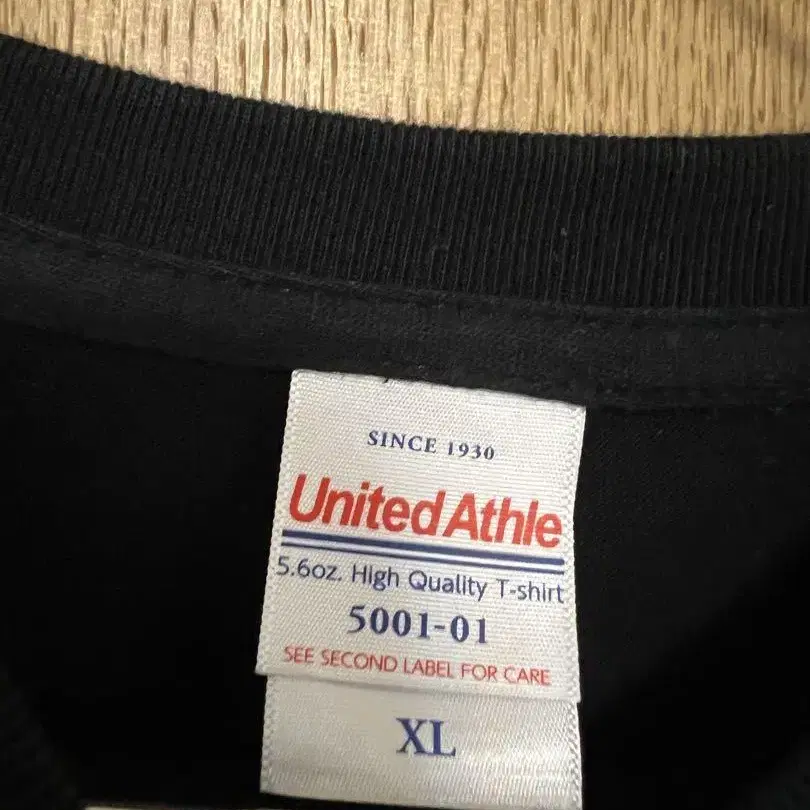 SINCE 1930
United Athle
5.6oz. High Quality T-shirt
5001-01
SEE SECOND LABEL FOR CARE
XL